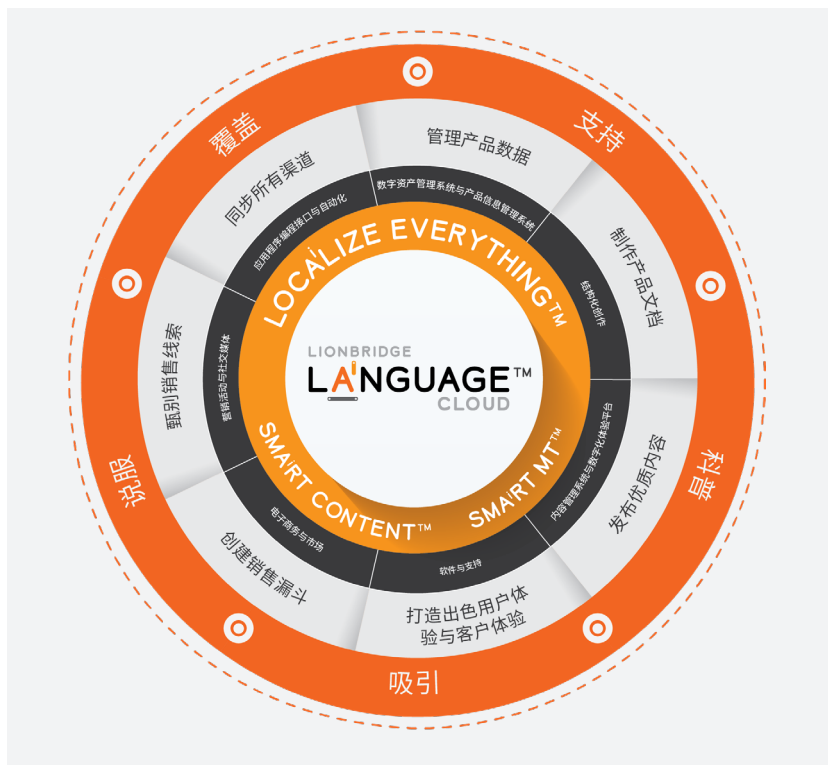 覆盖
支持
科普
吸引
说服
同步所有渠道
管理产品数据
制作产品文档
发布优质内容
打造出色用户体
验与客户体验
创建销售漏斗
甄别销售线索
应用程序编程接口与自动化
数字资产管理系统与产品信息管理系统
结构化创作
内容管理系统与数字化体验平台
软件与支持
电子商务与市场
营销活动与社交媒体
LOCALIZE EVERYTHING™
SMART MT™
SMART CONTENT™
LIONBRIDGE
LANGUAGE™
CLOUD